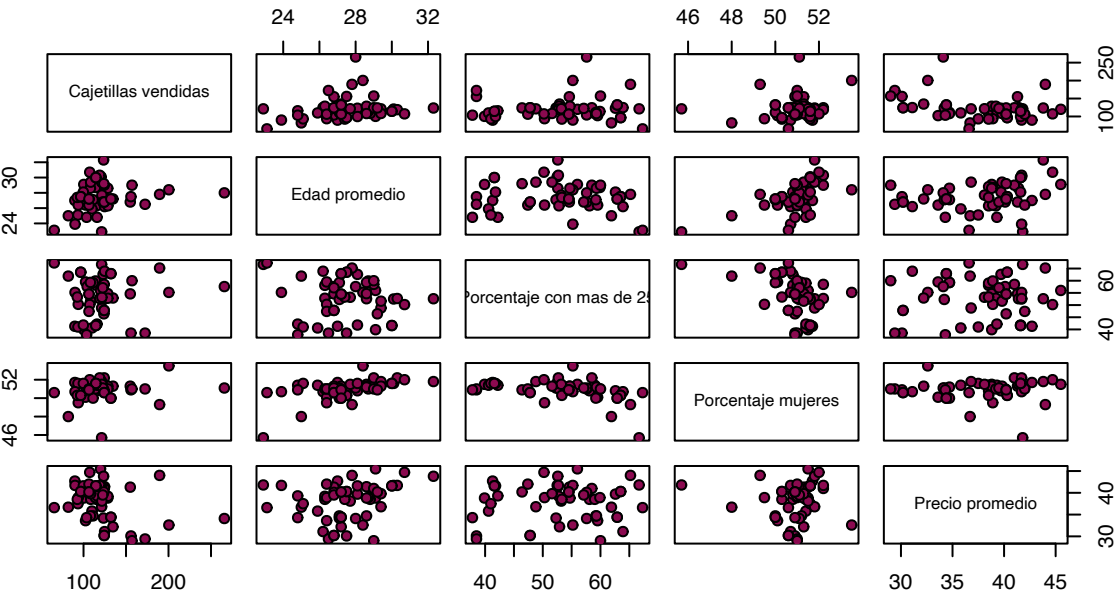 24 28 32 46 48 50 52
Cajetillas vendidas
100 250
24 30
Edad promedio
Porcentaje con mas de 25
40 60
46 52
Porcentaje mujeres
Precio promedio
30 40
100 200 40 50 60 30 35 40 45